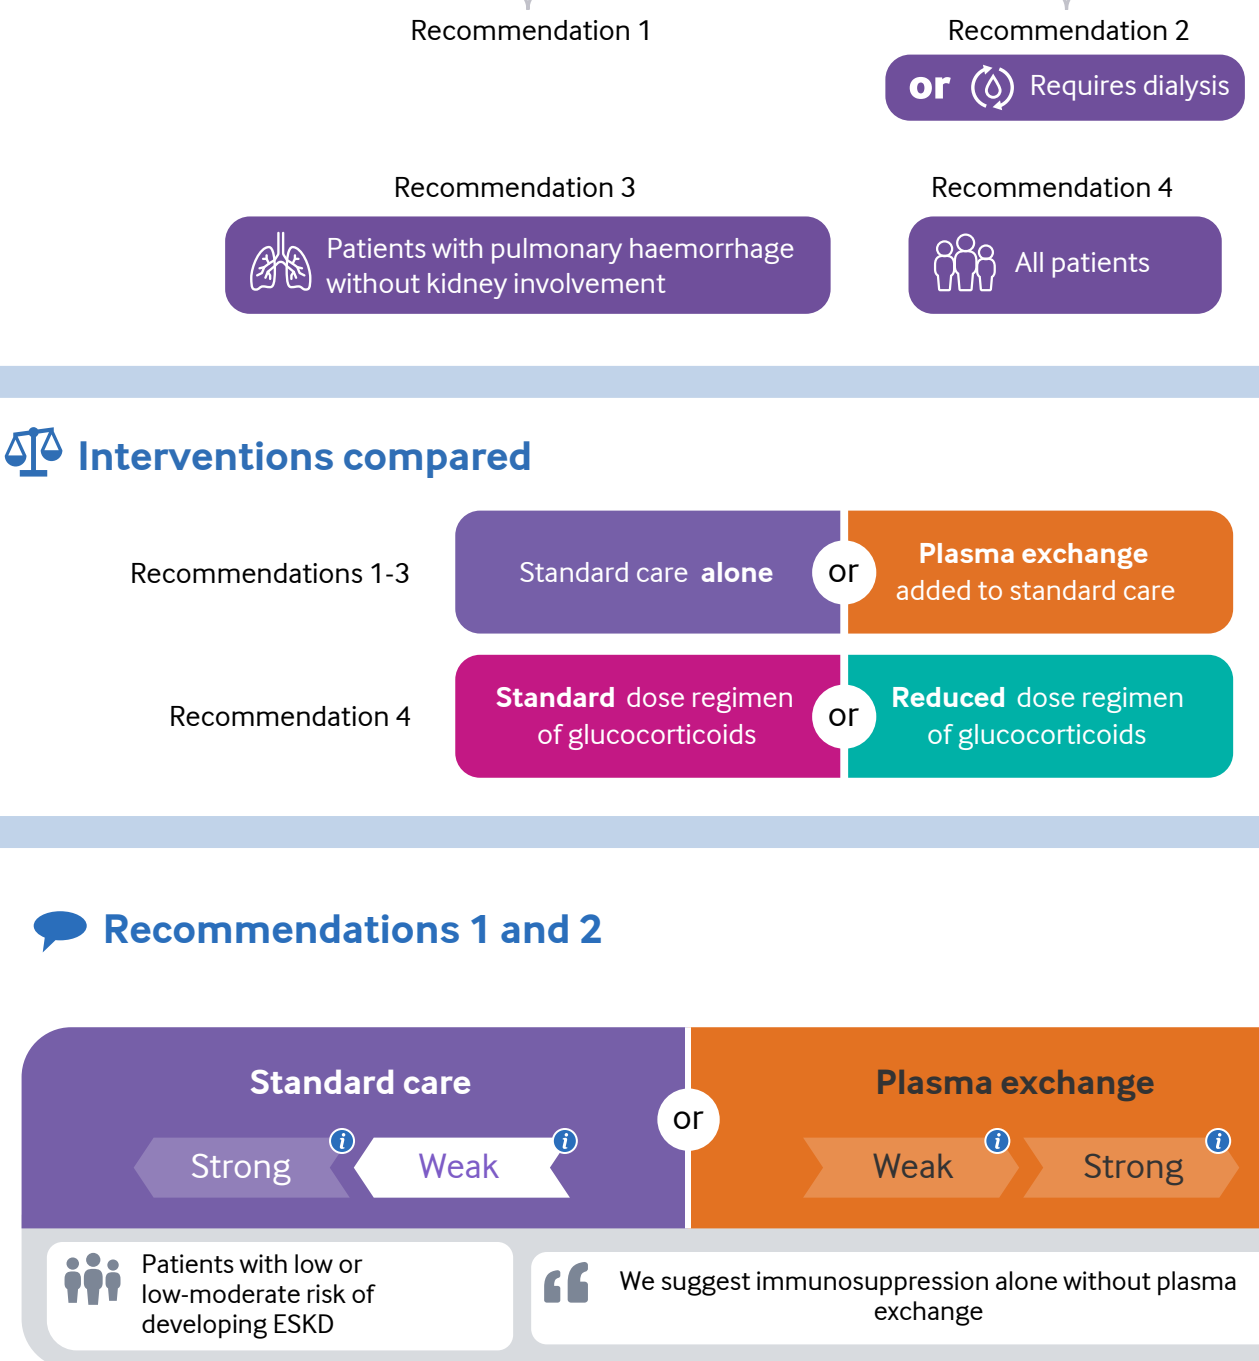 Recommendation 1
Recommendation 2
or Requires dialysis
Recommendation 3
Recommendation 4
Patients with pulmonary haemorrhage
without kidney involvement
All patients
Interventions compared
Recommendations 1-3
Standard care alone
or
Plasma exchange
added to standard care
Recommendation 4
Standard dose regimen
of glucocorticoids
or
Reduced dose regimen
of glucocorticoids
Recommendations 1 and 2
Standard care
or
Plasma exchange
Strong
i
Weak
i
Weak
i
Strong
i
Patients with low or
low-moderate risk of
developing ESKD
“
We suggest immunosuppression alone without plasma
exchange